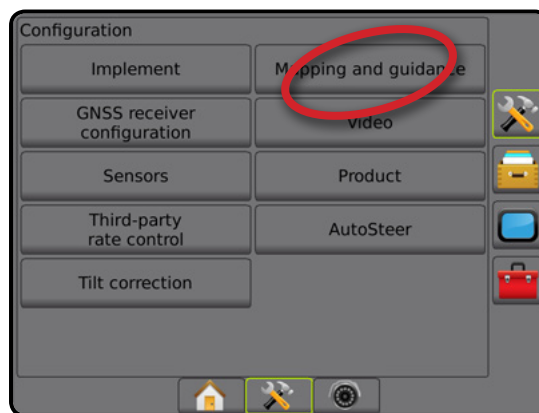 Configuration
Implement
Mapping and guidance
GNSS receiver
configuration
Video
Sensors
Product
Third-party
rate control
AutoSteer
Tilt correction